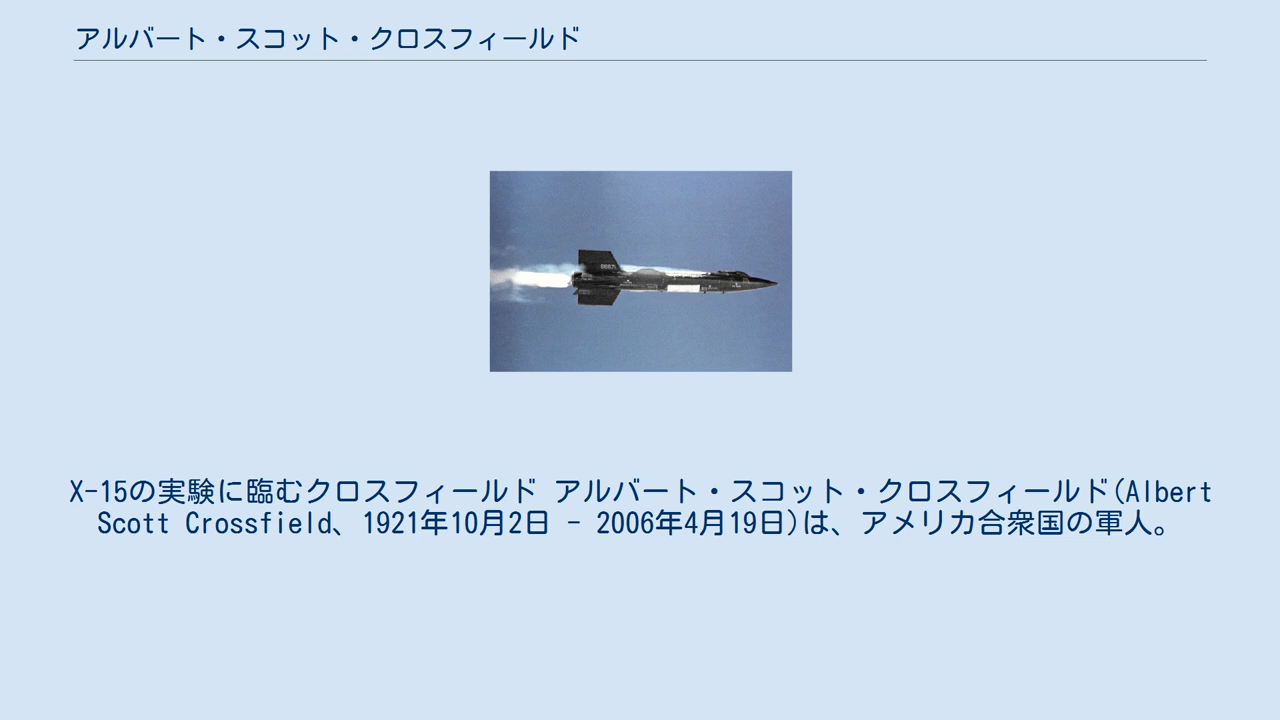 アルバート・スコット・クロスフィールド
X-15の実験に臨むクロスフィールド アルバート・スコット・クロスフィールド(Albert
Scott Crossfield、1921年10月2日 - 2006年4月19日)は、アメリカ合衆国の軍人。